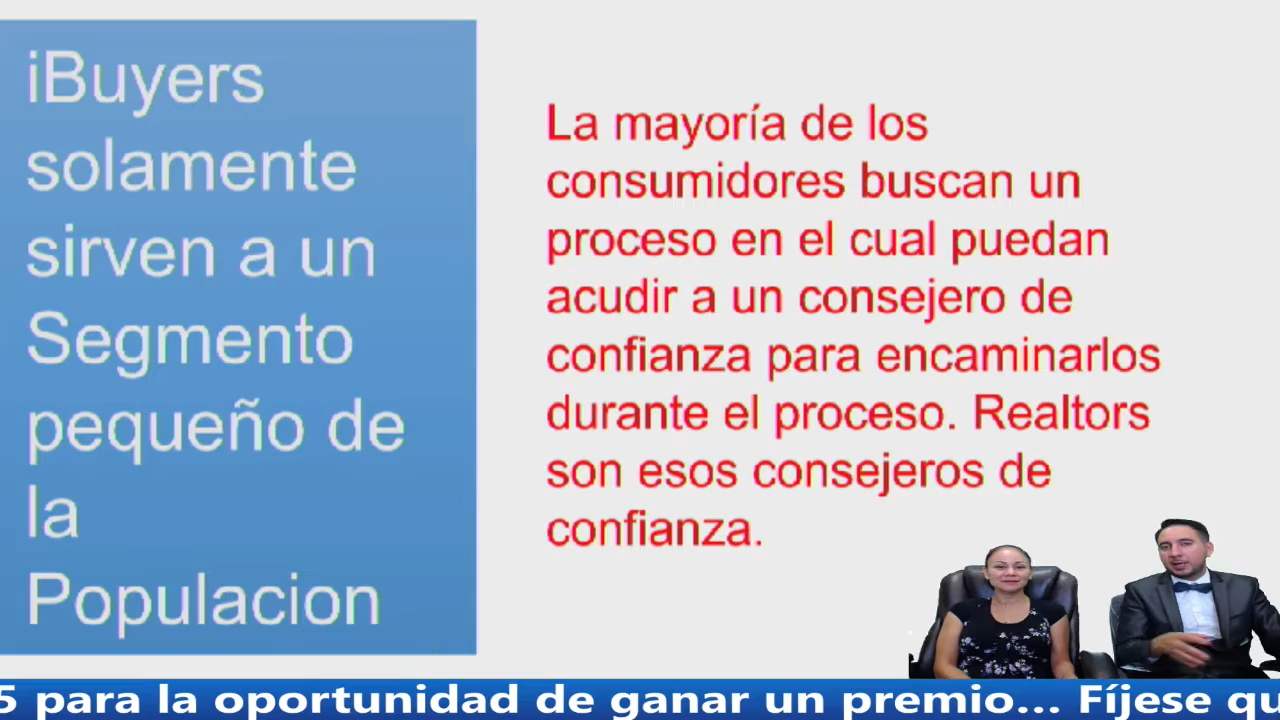 iBuyers
solamente
sirven a un
Segmento
pequeño de
la
Populacion
La mayoría de los
consumidores buscan un
proceso en el cual puedan
acudir a un consejero de
confianza para encaminarlos
durante el proceso. Realtors
son esos consejeros de
confianza.
5 para la oportunidad de ganar un premio... Fíjese qu